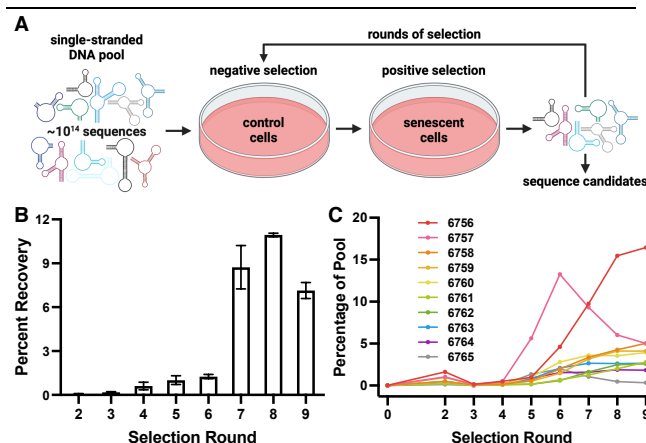 A
single-stranded
DNA pool
~10¹⁴ sequences
rounds of selection
negative selection
positive selection
control
cells
senescent
cells
sequence candidates
B
Percent Recovery
12
9
6
3
0
2 3 4 5 6 7 8 9
Selection Round
C
Percentage of Pool
20
15
10
5
0
6756
6757
6758
6759
6760
6761
6762
6763
6764
6765
0 2 3 4 5 6 7 8 9
Selection Round